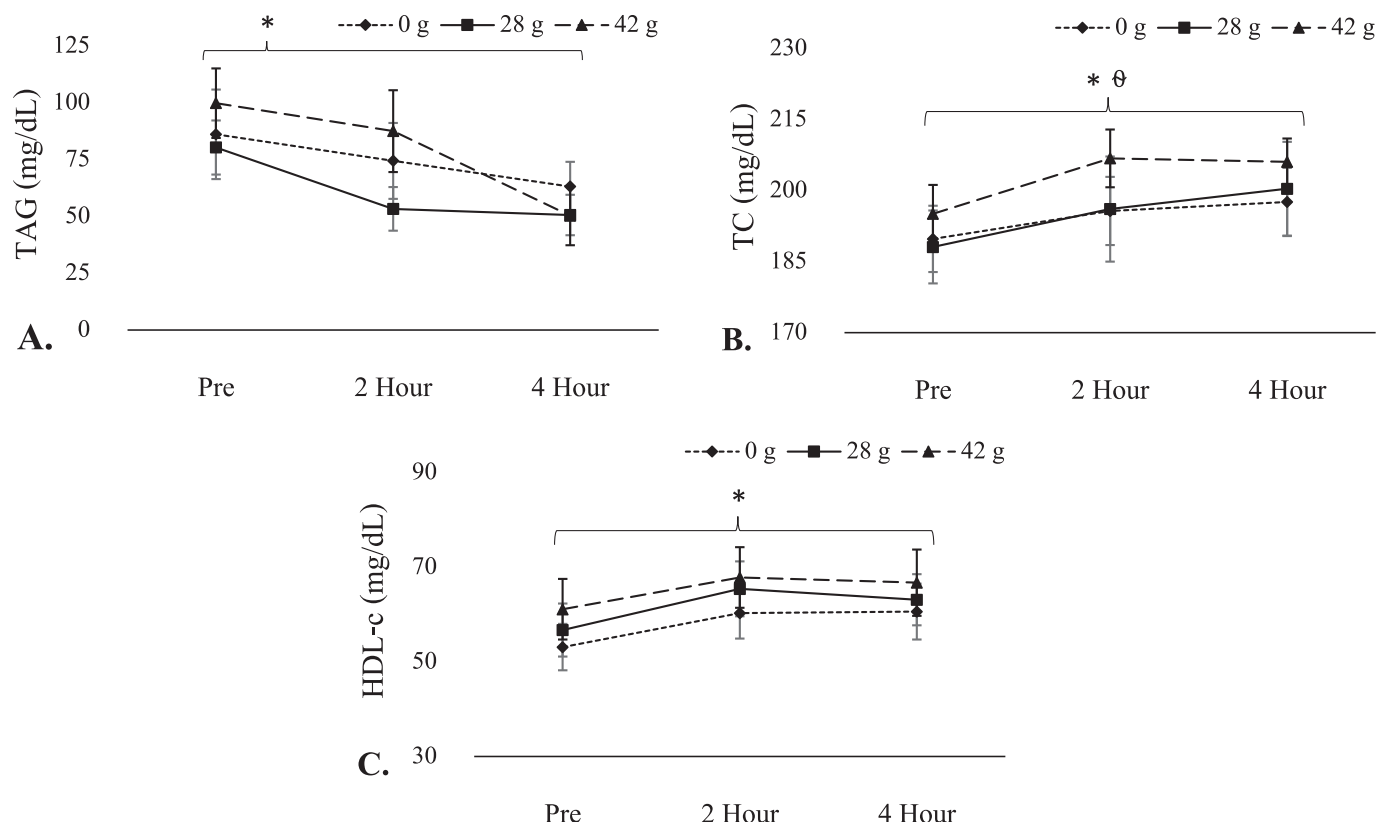 * 0 g 28 g 42 g
125
100
75
50
25
0
TAG (mg/dL)
A.
Pre 2 Hour 4 Hour
0 g 28 g 42 g
230
* ϑ
215
200
185
170
TC (mg/dL)
B.
Pre 2 Hour 4 Hour
0 g 28 g 42 g
90
*
70
50
30
HDL-c (mg/dL)
C.
Pre 2 Hour 4 Hour